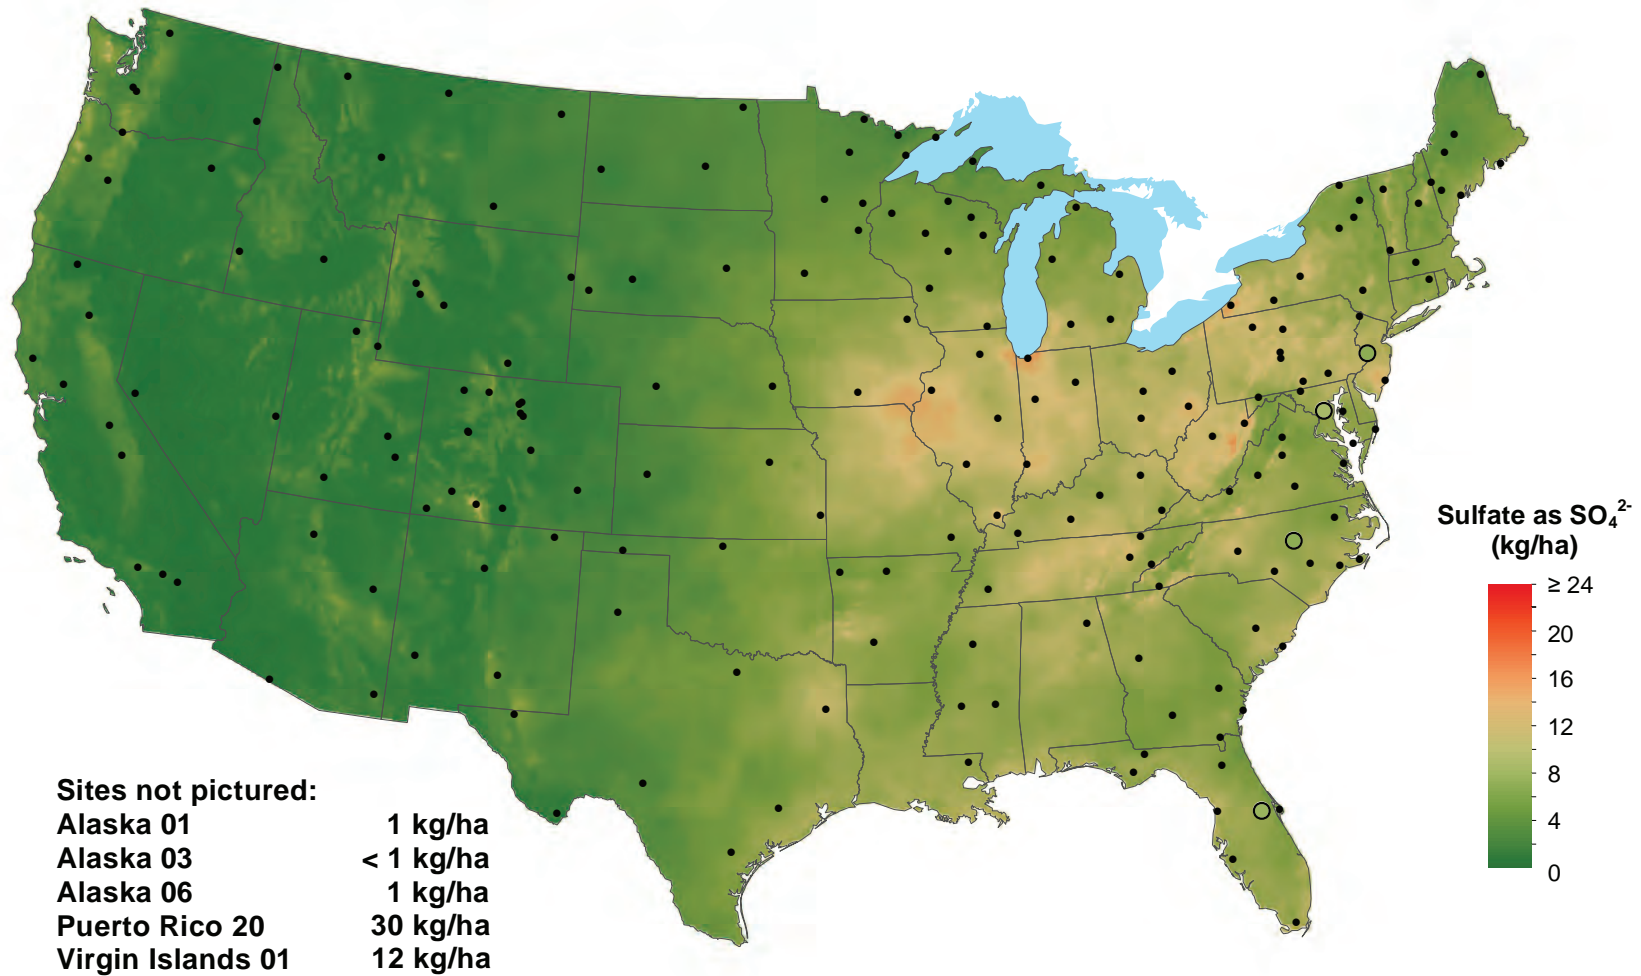 Sulfate as SO₄²⁻
(kg/ha)
≥ 24
20
16
12
8
4
0
Sites not pictured:
Alaska 01 1 kg/ha
Alaska 03 < 1 kg/ha
Alaska 06 1 kg/ha
Puerto Rico 20 30 kg/ha
Virgin Islands 01 12 kg/ha